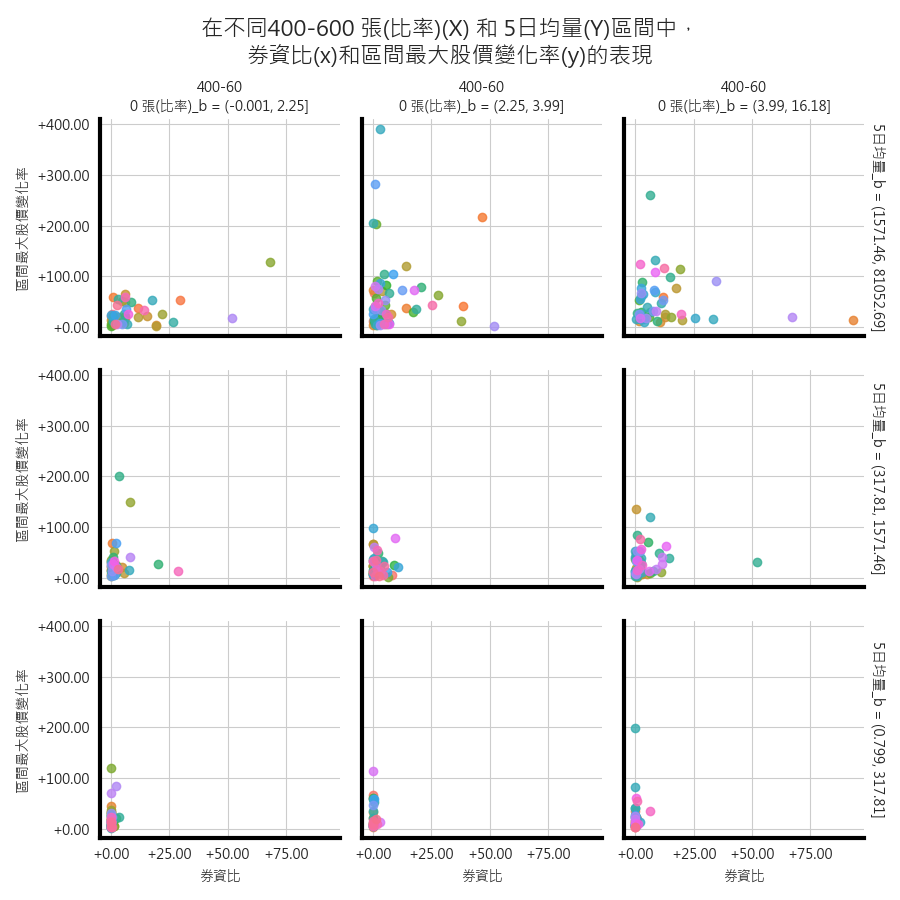 在不同400-600 張(比率)(X) 和 5日均量(Y)區間中，
券資比(x)和區間最大股價變化率(y)的表現
400-60
0 張(比率)_b = (-0.001, 2.25]
400-60
0 張(比率)_b = (2.25, 3.99]
400-60
0 張(比率)_b = (3.99, 16.18]
+400.00
+300.00
+200.00
+100.00
+0.00
區間最大股價變化率
5日均量_b = (1571.46, 81052.69]
+400.00
+300.00
+200.00
+100.00
+0.00
區間最大股價變化率
5日均量_b = (317.81, 1571.46]
+400.00
+300.00
+200.00
+100.00
+0.00
區間最大股價變化率
5日均量_b = (0.799, 317.81]
+0.00 +25.00 +50.00 +75.00
+0.00 +25.00 +50.00 +75.00
+0.00 +25.00 +50.00 +75.00
券資比
券資比
券資比